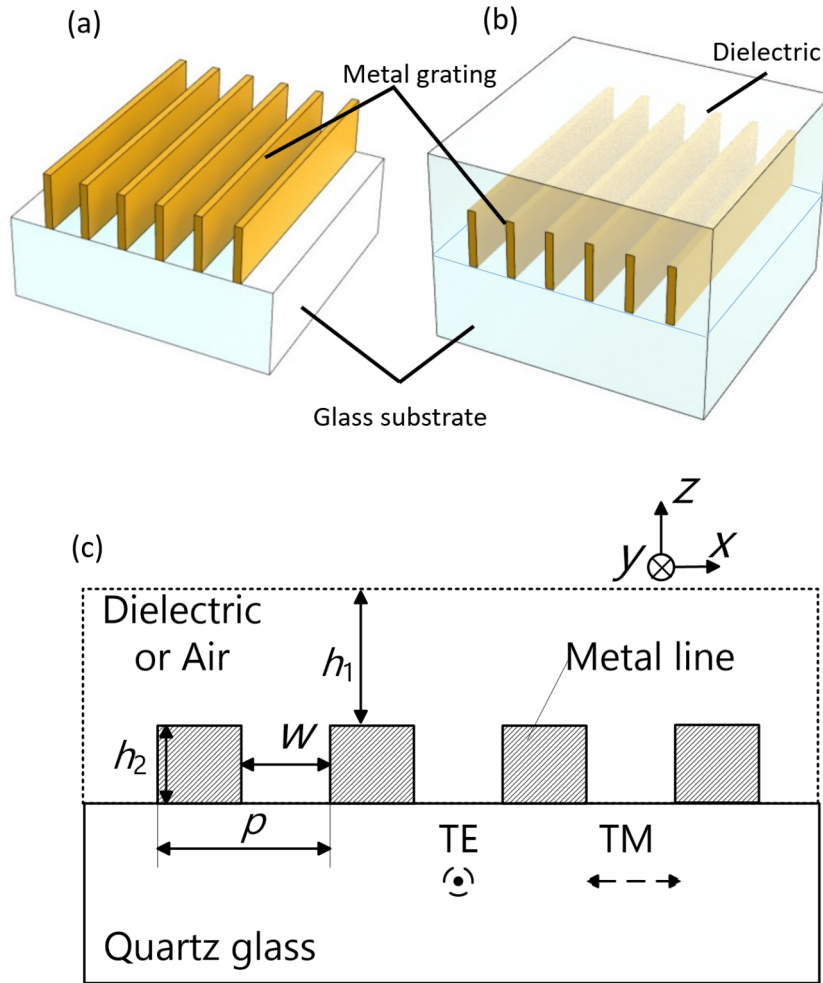 (a)
(b)
Dielectric
Metal grating
Glass substrate
(c)
z
y
x
Dielectric
or Air
h1
Metal line
h2
w
p
TE
TM
Quartz glass